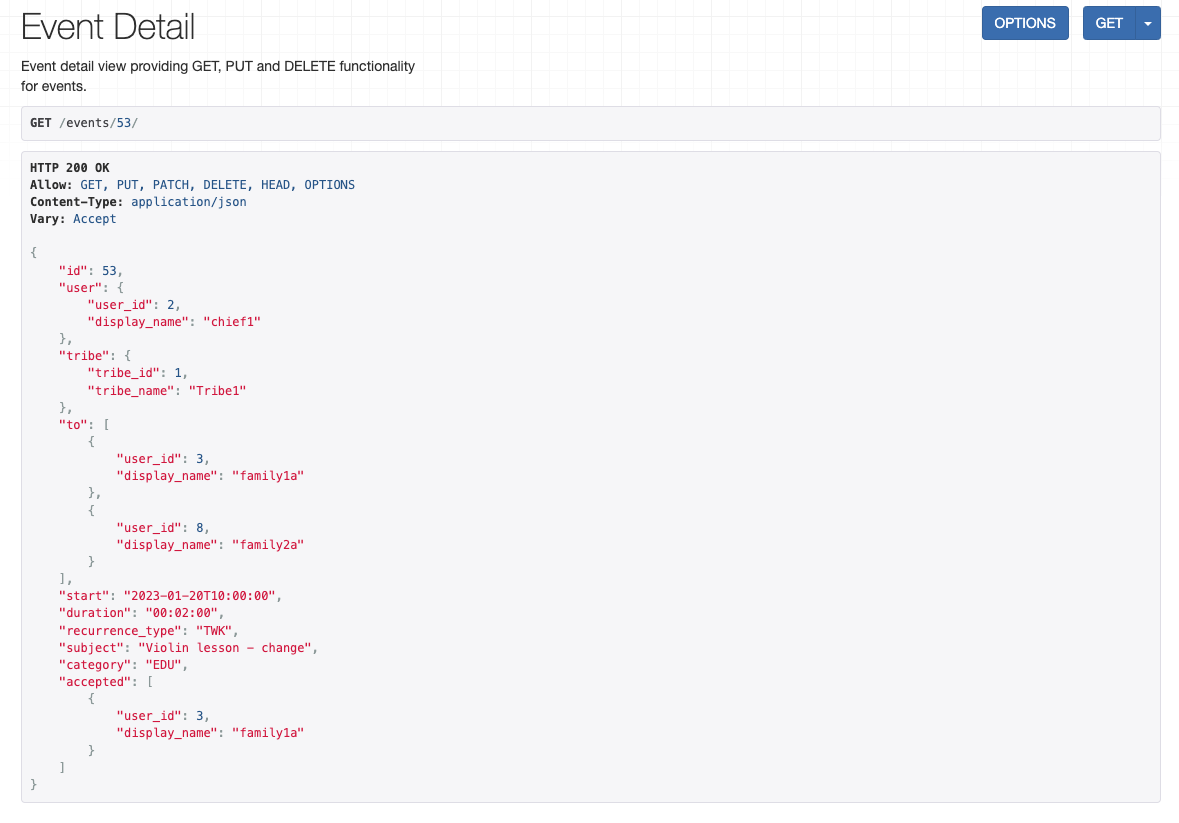 Event Detail
OPTIONS
GET
Event detail view providing GET, PUT and DELETE functionality
for events.
GET /events/53/
HTTP 200 OK
Allow: GET, PUT, PATCH, DELETE, HEAD, OPTIONS
Content-Type: application/json
Vary: Accept
{
    "id": 53,
    "user": {
        "user_id": 2,
        "display_name": "chief1"
    },
    "tribe": {
        "tribe_id": 1,
        "tribe_name": "Tribe1"
    },
    "to": [
        {
            "user_id": 3,
            "display_name": "family1a"
        },
        {
            "user_id": 8,
            "display_name": "family2a"
        }
    ],
    "start": "2023-01-20T10:00:00",
    "duration": "00:02:00",
    "recurrence_type": "TWK",
    "subject": "Violin lesson - change",
    "category": "EDU",
    "accepted": [
        {
            "user_id": 3,
            "display_name": "family1a"
        }
    ]
}